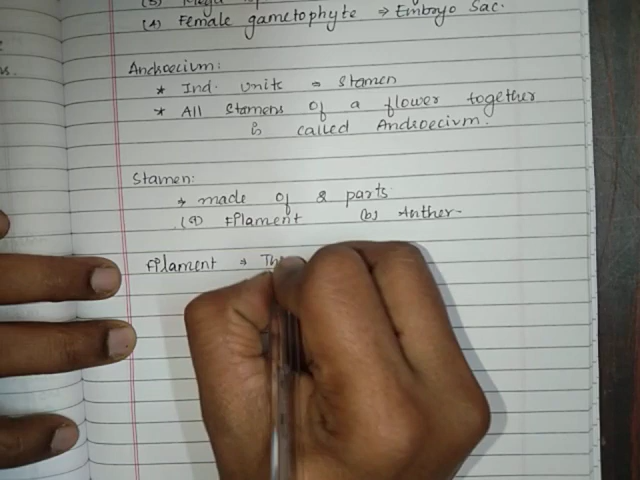 (4) Female gametophyte ⇒ Embryo Sac.
s.
Androecium:
* Ind. units = Stamen
* All Stamens of a flower together
is called Androecium.
Stamen:
→ made of 2 parts
(a) Filament (b) Anther
Filament ⇒ Th